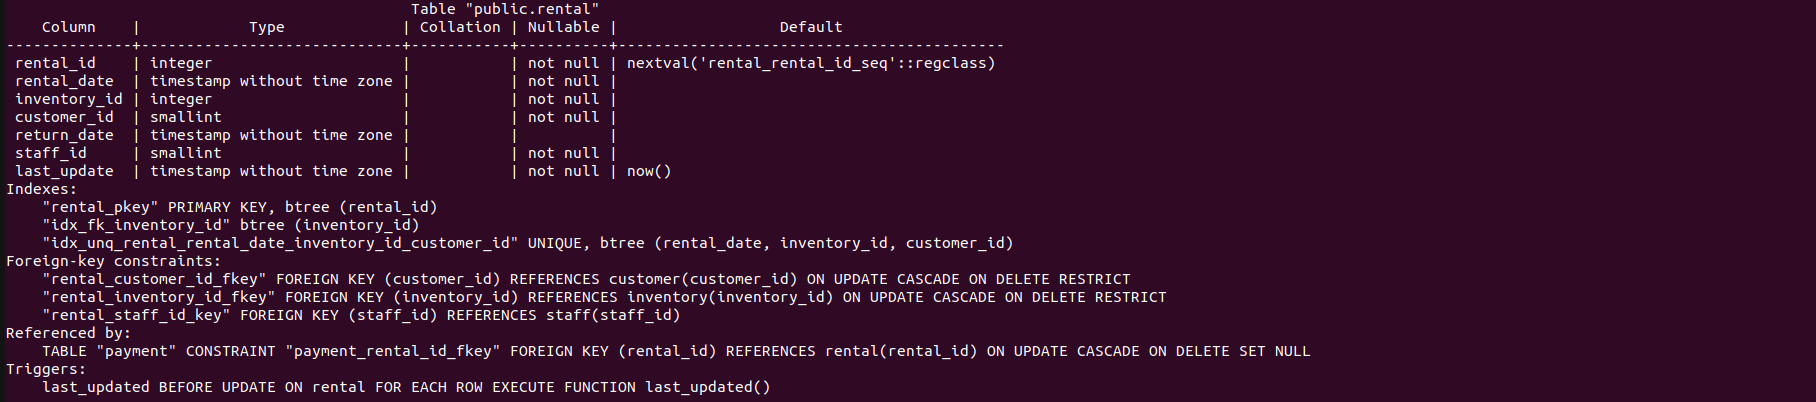 Table "public.rental"
    Column    |            Type             | Collation | Nullable |                  Default
--------------+-----------------------------+-----------+----------+-------------------------------------------
 rental_id    | integer                     |           | not null | nextval('rental_rental_id_seq'::regclass)
 rental_date  | timestamp without time zone |           | not null |
 inventory_id | integer                     |           | not null |
 customer_id  | smallint                    |           | not null |
 return_date  | timestamp without time zone |           |          |
 staff_id     | smallint                    |           | not null |
 last_update  | timestamp without time zone |           | not null | now()
Indexes:
    "rental_pkey" PRIMARY KEY, btree (rental_id)
    "idx_fk_inventory_id" btree (inventory_id)
    "idx_unq_rental_rental_date_inventory_id_customer_id" UNIQUE, btree (rental_date, inventory_id, customer_id)
Foreign-key constraints:
    "rental_customer_id_fkey" FOREIGN KEY (customer_id) REFERENCES customer(customer_id) ON UPDATE CASCADE ON DELETE RESTRICT
    "rental_inventory_id_fkey" FOREIGN KEY (inventory_id) REFERENCES inventory(inventory_id) ON UPDATE CASCADE ON DELETE RESTRICT
    "rental_staff_id_key" FOREIGN KEY (staff_id) REFERENCES staff(staff_id)
Referenced by:
    TABLE "payment" CONSTRAINT "payment_rental_id_fkey" FOREIGN KEY (rental_id) REFERENCES rental(rental_id) ON UPDATE CASCADE ON DELETE SET NULL
Triggers:
    last_updated BEFORE UPDATE ON rental FOR EACH ROW EXECUTE FUNCTION last_updated()